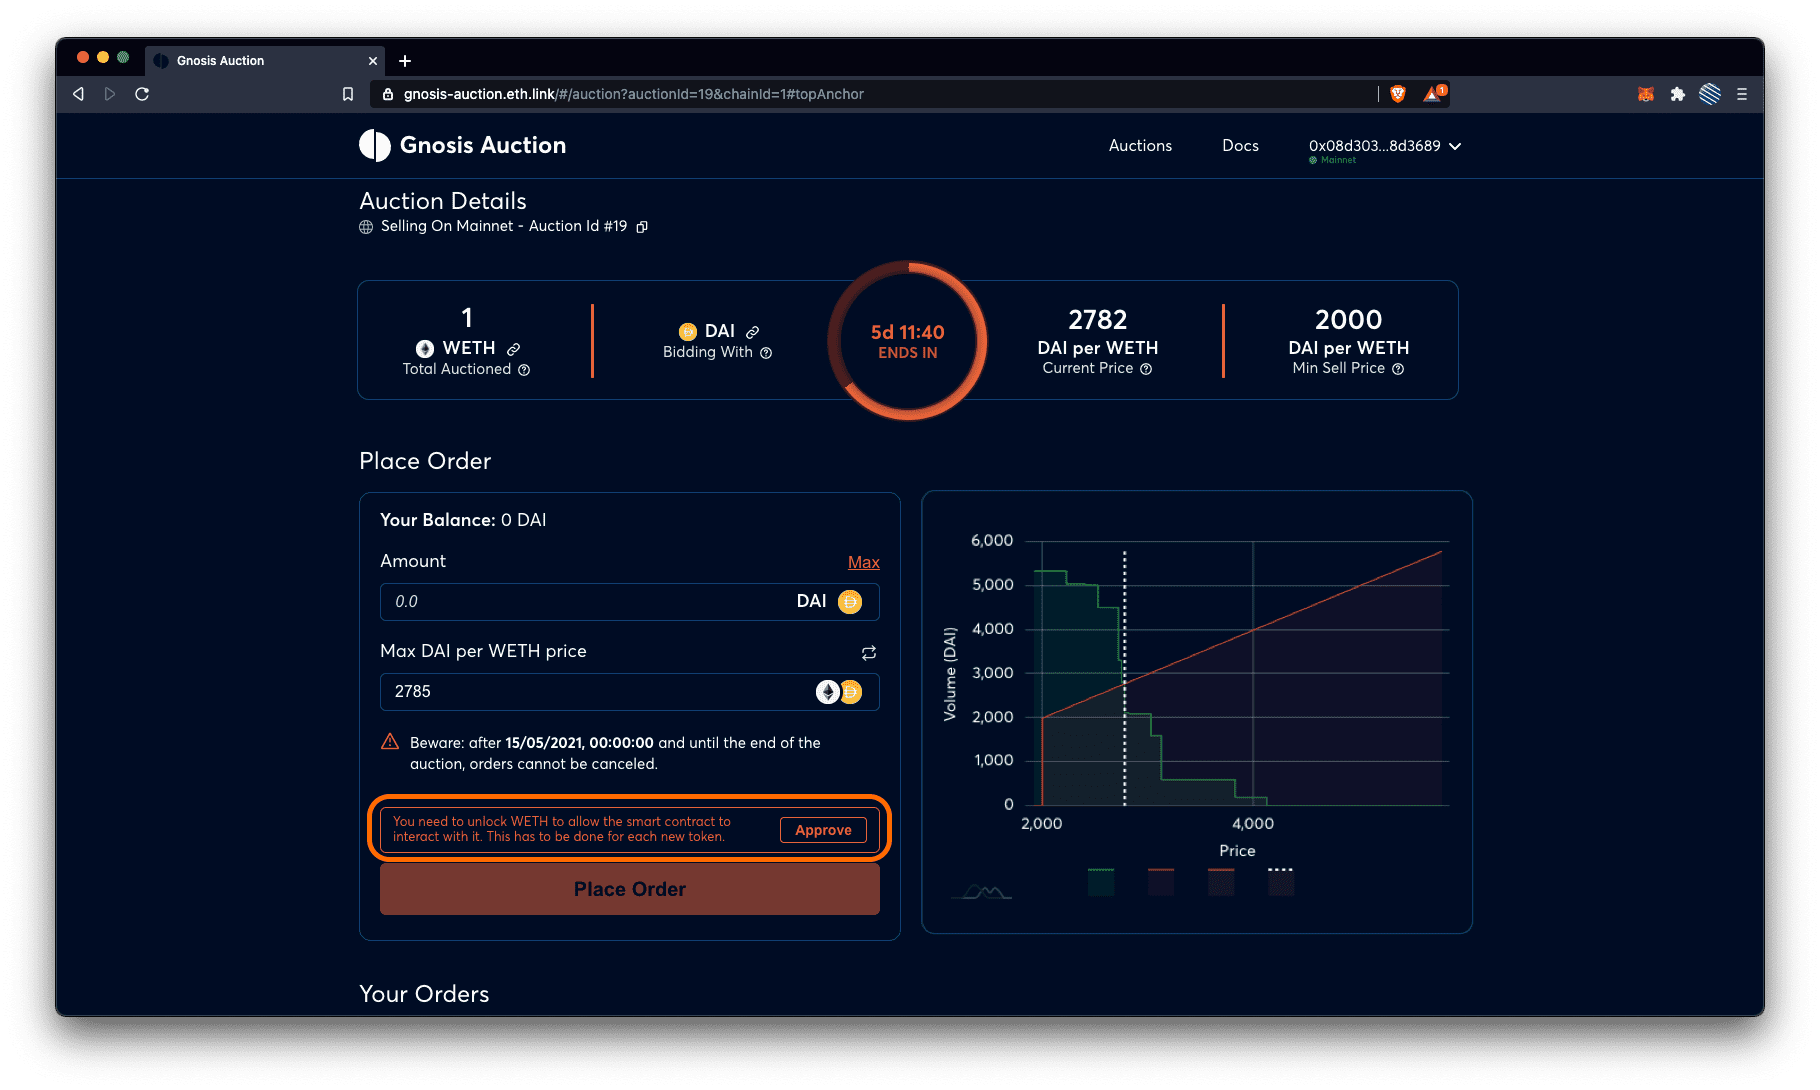 Gnosis Auction
gnosis-auction.eth.link/#/auction?auctionId=19&chainId=1#topAnchor
1
Gnosis Auction
Auctions
Docs
0x08d303...8d3689
Mainnet
Auction Details
Selling On Mainnet - Auction Id #19
1
WETH
Total Auctioned
DAI
Bidding With
5d 11:40
ENDS IN
2782
DAI per WETH
Current Price
2000
DAI per WETH
Min Sell Price
Place Order
Your Balance: 0 DAI
Amount
Max
0.0
DAI
Max DAI per WETH price
2785
Beware: after 15/05/2021, 00:00:00 and until the end of the
auction, orders cannot be canceled.
You need to unlock WETH to allow the smart contract to
interact with it. This has to be done for each new token.
Approve
Place Order
6,000
5,000
4,000
3,000
2,000
1,000
0
Volume (DAI)
2,000
4,000
Price
Your Orders